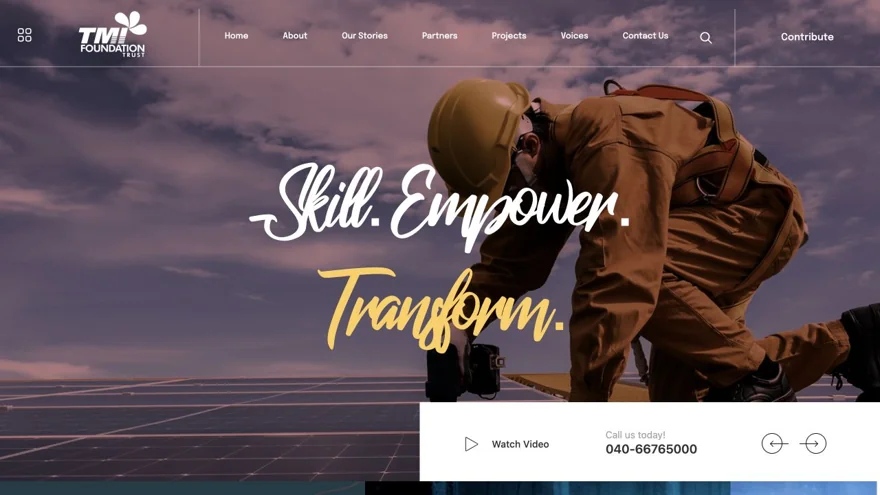 TMI
FOUNDATION
TRUST
Home
About
Our Stories
Partners
Projects
Voices
Contact Us
Contribute
Skill. Empower.
Transform.
Watch Video
Call us today!
040-66765000